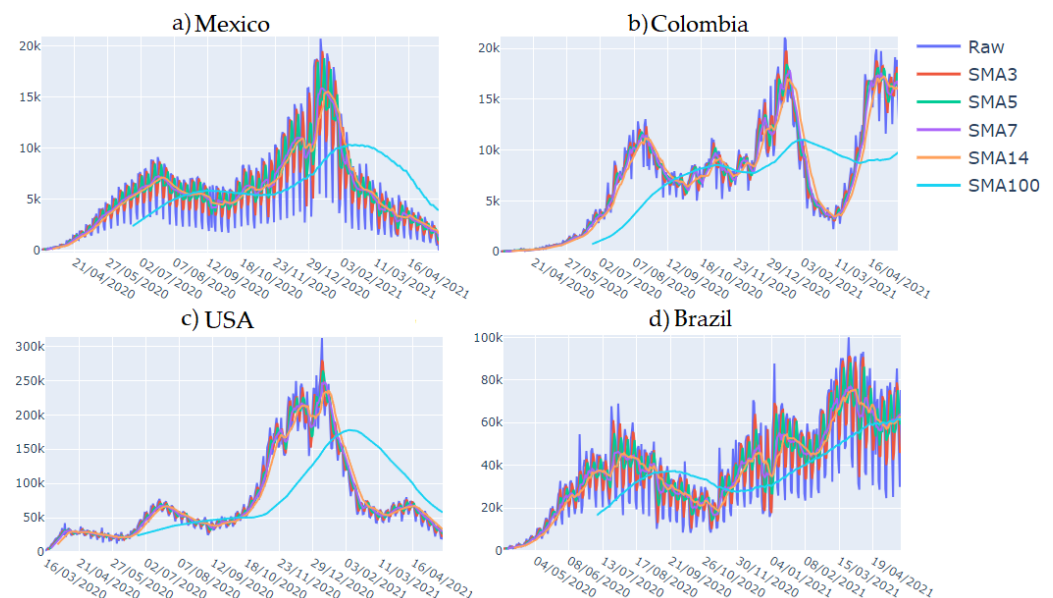 a) Mexico
b) Colombia
20k
15k
10k
5k
0
21/04/2020
27/05/2020
02/07/2020
07/08/2020
12/09/2020
18/10/2020
23/11/2020
29/12/2020
03/02/2021
11/03/2021
16/04/2021
20k
15k
10k
5k
0
21/04/2020
27/05/2020
02/07/2020
07/08/2020
12/09/2020
18/10/2020
23/11/2020
29/12/2020
03/02/2021
11/03/2021
16/04/2021
Raw
SMA3
SMA5
SMA7
SMA14
SMA100
c) USA
d) Brazil
300k
250k
200k
150k
100k
50k
0
16/03/2020
21/04/2020
27/05/2020
02/07/2020
07/08/2020
12/09/2020
18/10/2020
23/11/2020
29/12/2020
03/02/2021
11/03/2021
16/04/2021
100k
80k
60k
40k
20k
0
04/05/2020
08/06/2020
13/07/2020
17/08/2020
21/09/2020
26/10/2020
30/11/2020
04/01/2021
08/02/2021
15/03/2021
19/04/2021